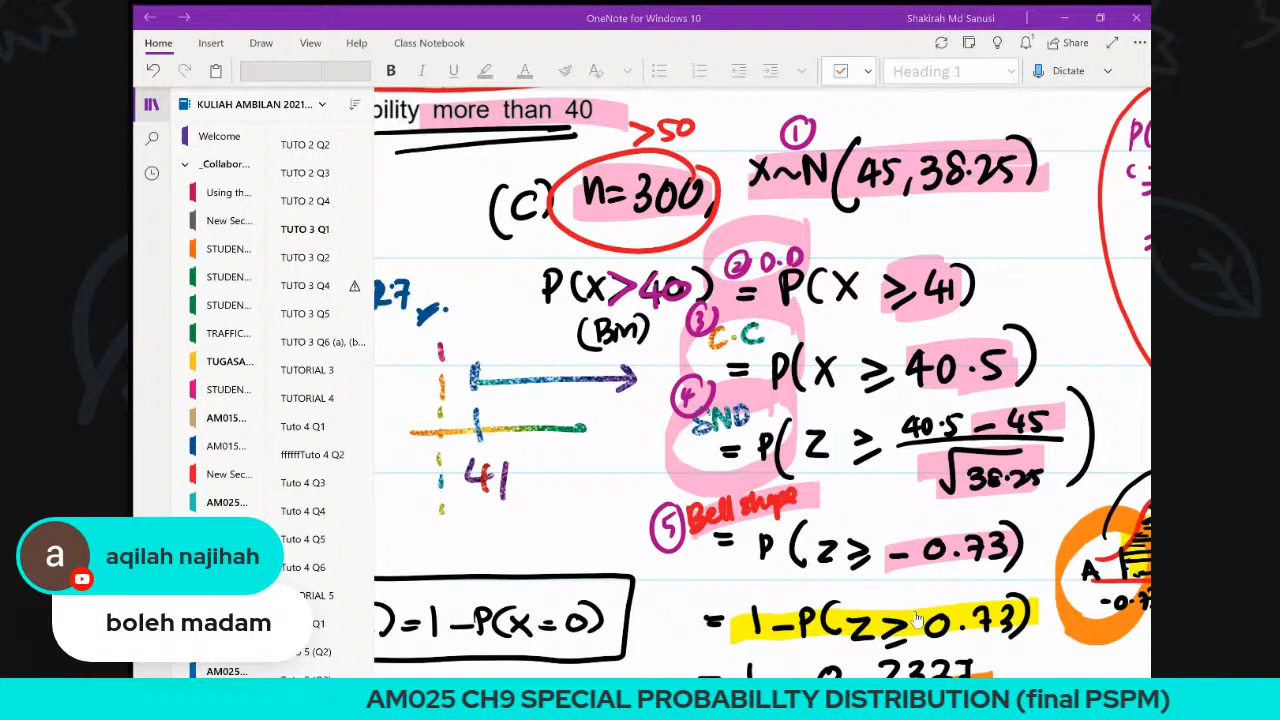 OneNote for Windows 10
Shakirah Md Sanusi
Home Insert Draw View Help Class Notebook
Share
B I U A
Heading 1
Dictate
KULIAH AMBILAN 2021...
Welcome
_Collabor...
Using th...
New Sec...
STUDEN...
STUDEN...
STUDEN...
TRAFFIC...
TUGASA...
STUDEN...
AM015...
AM015...
New Sec...
AM025...
AM025...
TUTO 2 Q2
TUTO 2 Q3
TUTO 2 Q4
TUTO 3 Q1
TUTO 3 Q2
TUTO 3 Q4
TUTO 3 Q5
TUTO 3 Q6 (a), (b...
TUTORIAL 3
TUTORIAL 4
Tuto 4 Q1
ffffffTuto 4 Q2
Tuto 4 Q3
Tuto 4 Q4
Tuto 4 Q5
Tuto 4 Q6
bility more than 40
>50
(C) n=300,
① X~N(45,38.25)
P(X>40) ② D.D = P(X ≥ 41)
(Bm)
③ C.C = P(X ≥ 40.5)
④ SND = P(Z ≥ (40.5 - 45)/√38.25)
⑤ Bell shape = P(Z ≥ -0.73)
= 1-P(Z ≥ 0.73)
41
)=1-P(X=0)
A
a aqilah najihah
boleh madam
AM025 CH9 SPECIAL PROBABILLTY DISTRIBUTION (final PSPM)